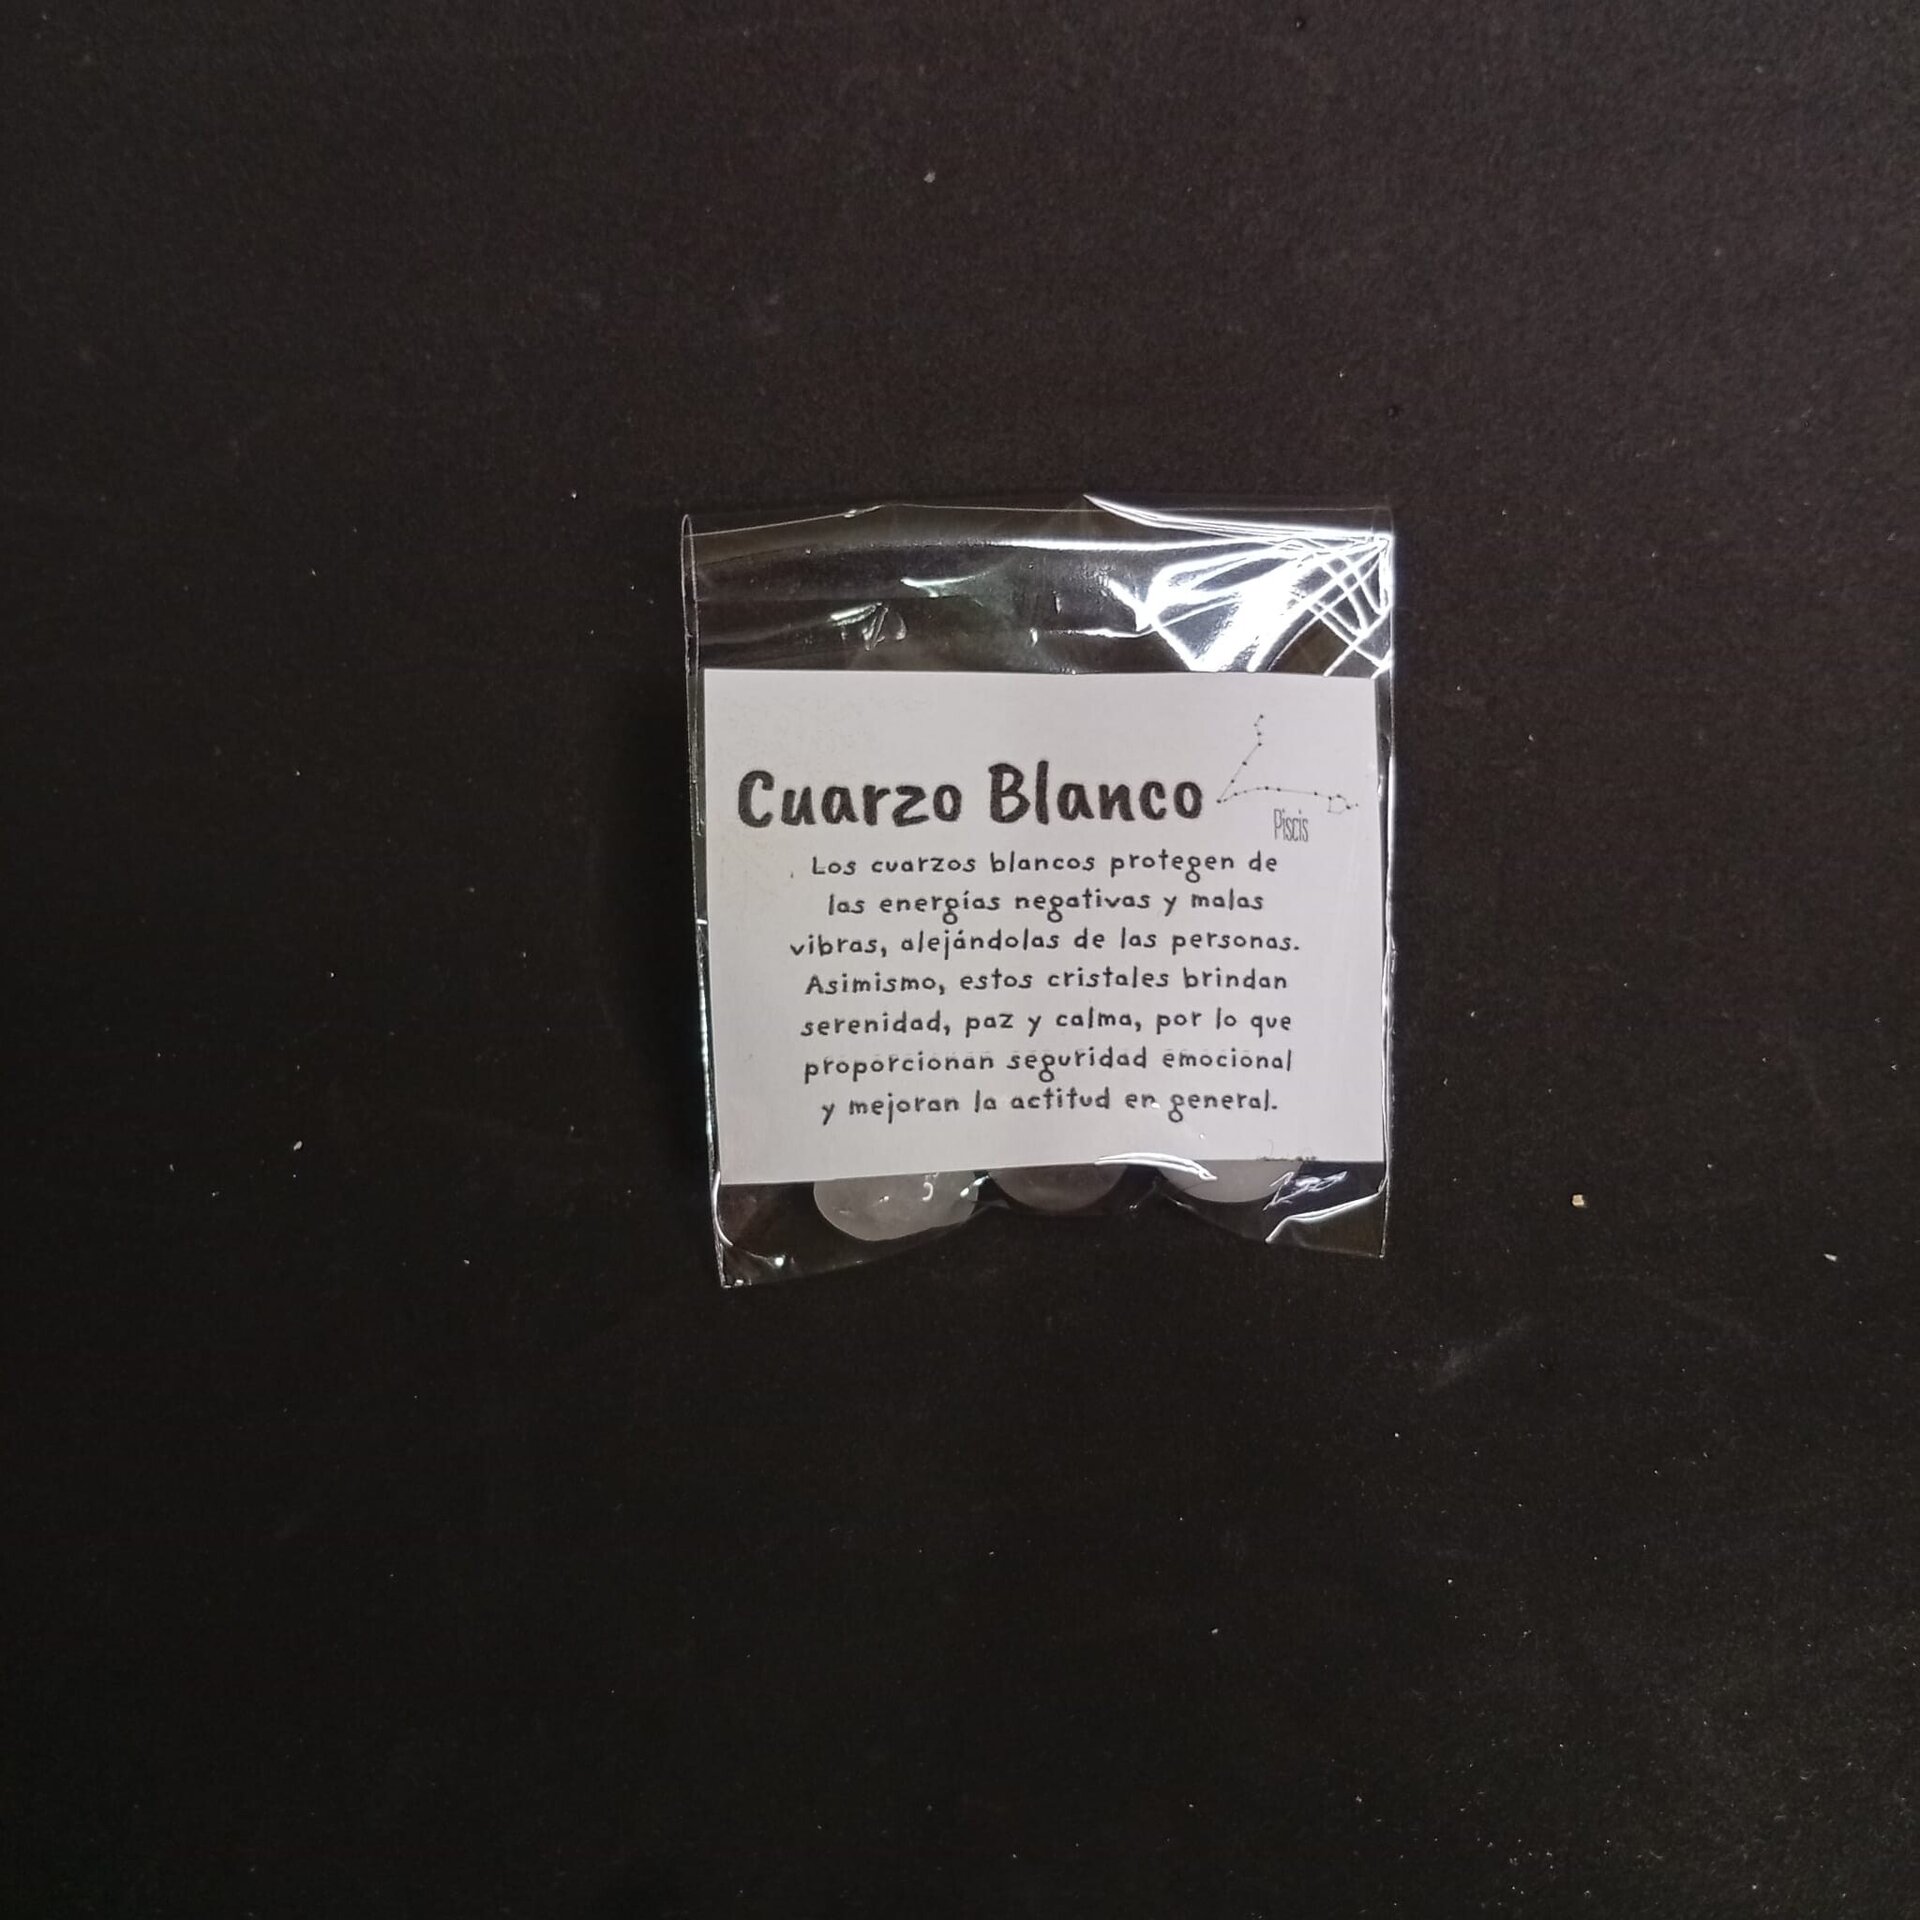 Cuarzo Blanco
Piscis
Los cuarzos blancos protegen de
las energías negativas y malas
vibras, alejándolas de las personas.
Asimismo, estos cristales brindan
serenidad, paz y calma, por lo que
proporcionan seguridad emocional
y mejoran la actitud en general.